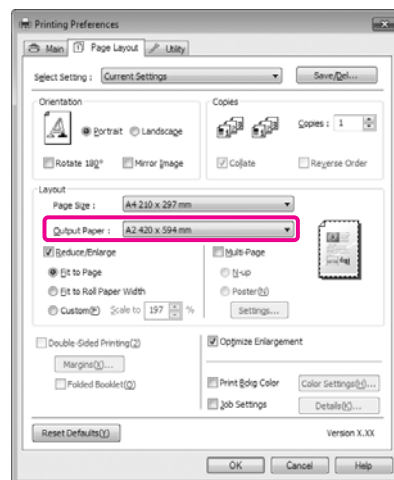 Printing Preferences
Main Page Layout Utility
Select Setting : Current Settings Save/Del...
Orientation Copies
Portrait Landscape Copies : 1
Rotate 180° Mirror Image Collate Reverse Order
Layout
Page Size : A4 210 x 297 mm
Output Paper : A2 420 x 594 mm
Reduce/Enlarge Multi-Page
Fit to Page N-up
Fit to Roll Paper Width Poster(N)
Custom(F) Scale to 197 % Settings...
Double-Sided Printing(2) Optimize Enlargement
Margins(X)...
Folded Booklet(Q) Print Bdkg Color Color Settings(H)...
Job Settings Details(K)...
Reset Defaults(Y) Version X.XX
OK Cancel Help